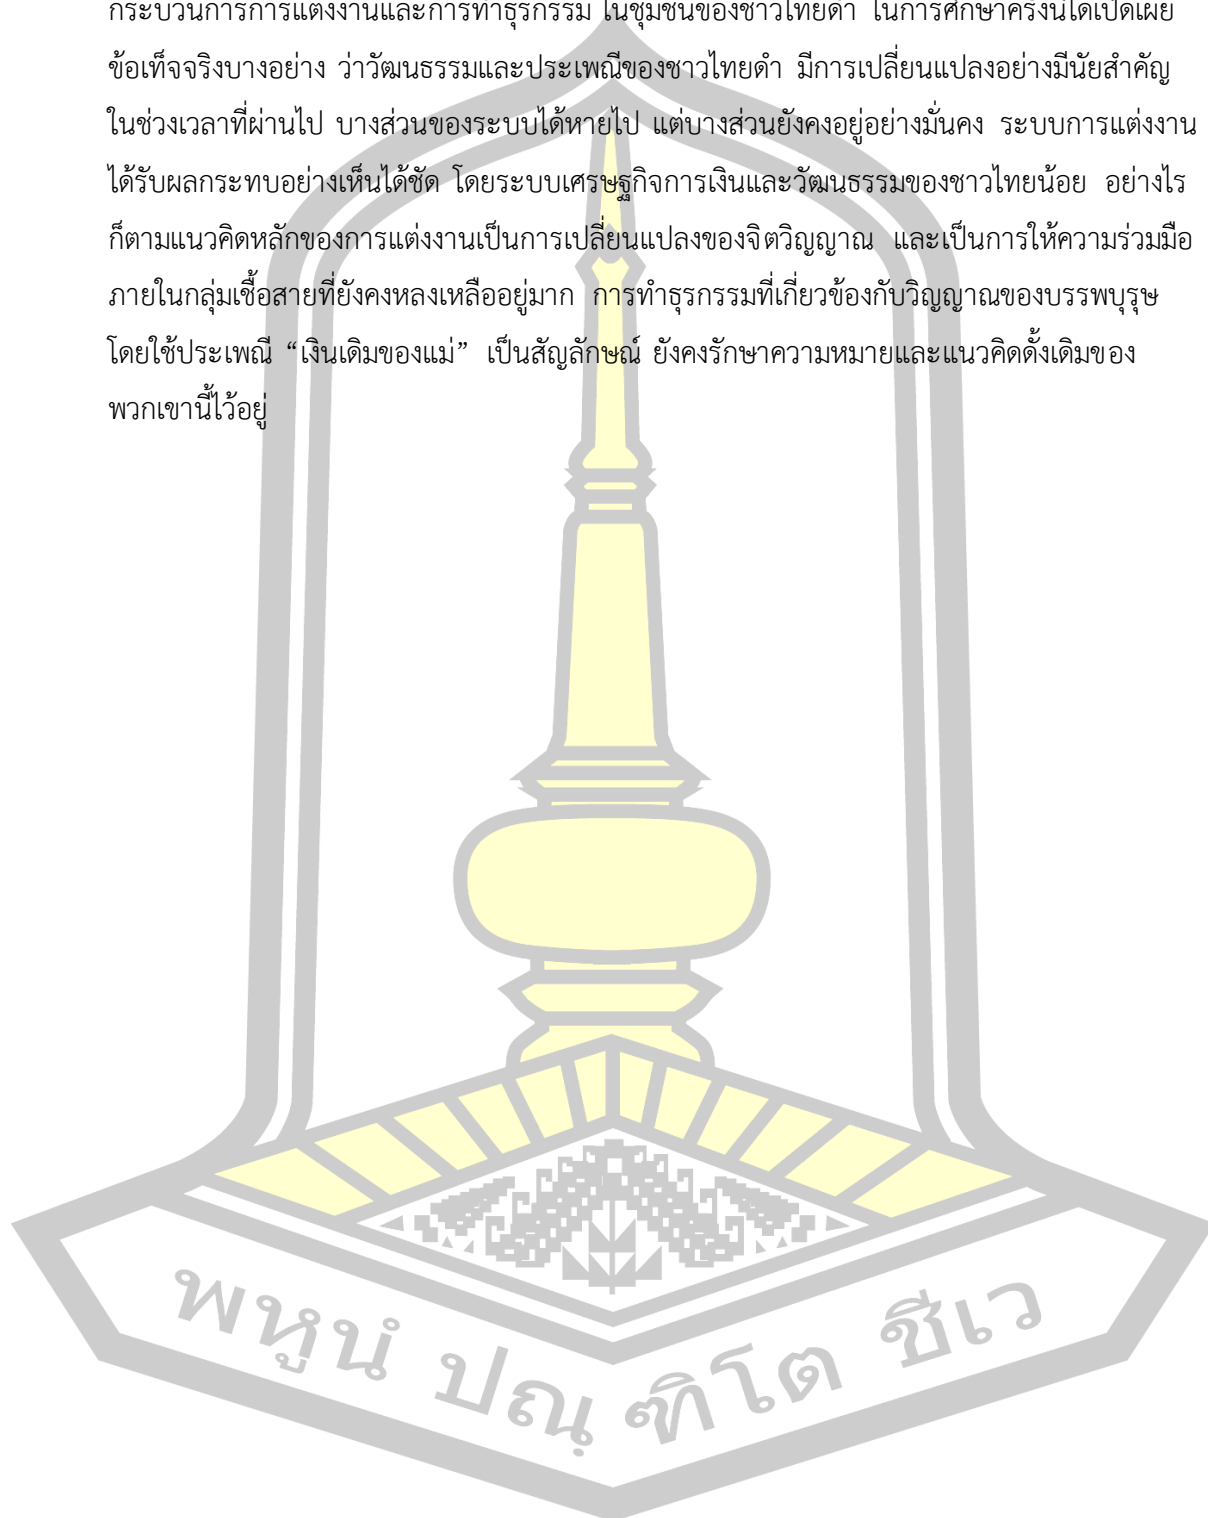 กระบวนการการแต่งงานและการทำธุรกรรม ในชุมชนของชาวไทยดำ ในการศึกษาครั้งนี้ได้เปิดเผย
ข้อเท็จจริงบางอย่าง ว่าวัฒนธรรมและประเพณีของชาวไทยดำ มีการเปลี่ยนแปลงอย่างมีนัยสำคัญ
ในช่วงเวลาที่ผ่านไป บางส่วนของระบบได้หายไป แต่บางส่วนยังคงอยู่อย่างมั่นคง ระบบการแต่งงาน
ได้รับผลกระทบอย่างเห็นได้ชัด โดยระบบเศรษฐกิจการเงินและวัฒนธรรมของชาวไทยน้อย อย่างไร
ก็ตามแนวคิดหลักของการแต่งงานเป็นการเปลี่ยนแปลงของจิตวิญญาณ และเป็นการให้ความร่วมมือ
ภายในกลุ่มเชื้อสายที่ยังคงหลงเหลืออยู่มาก การทำธุรกรรมที่เกี่ยวข้องกับวิญญาณของบรรพบุรุษ
โดยใช้ประเพณี “เงินเดิมของแม่” เป็นสัญลักษณ์ ยังคงรักษาความหมายและแนวคิดดั้งเดิมของ
พวกเขานี้ไว้อยู่
พหูนํ ปณฺฑิโต ชีเว